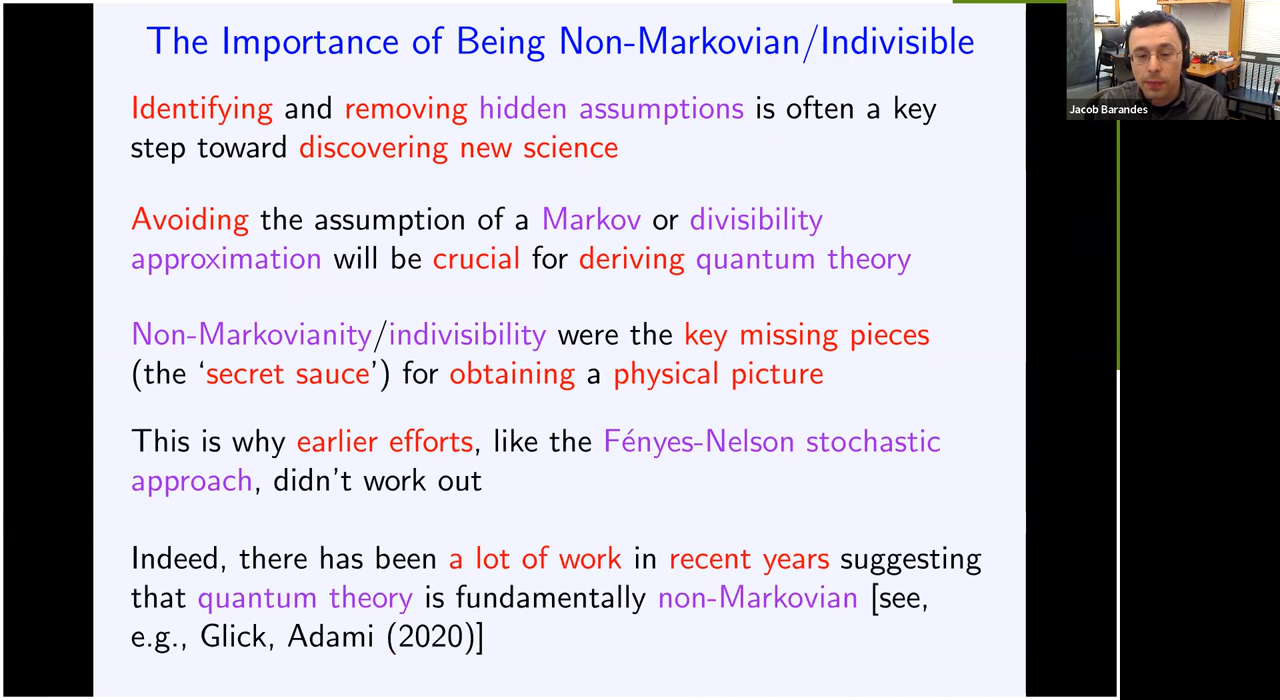 The Importance of Being Non-Markovian/Indivisible
Identifying and removing hidden assumptions is often a key
step toward discovering new science
Avoiding the assumption of a Markov or divisibility
approximation will be crucial for deriving quantum theory
Non-Markovianity/indivisibility were the key missing pieces
(the ‘secret sauce’) for obtaining a physical picture
This is why earlier efforts, like the Fényes-Nelson stochastic
approach, didn’t work out
Indeed, there has been a lot of work in recent years suggesting
that quantum theory is fundamentally non-Markovian [see,
e.g., Glick, Adami (2020)]
Jacob Barandes